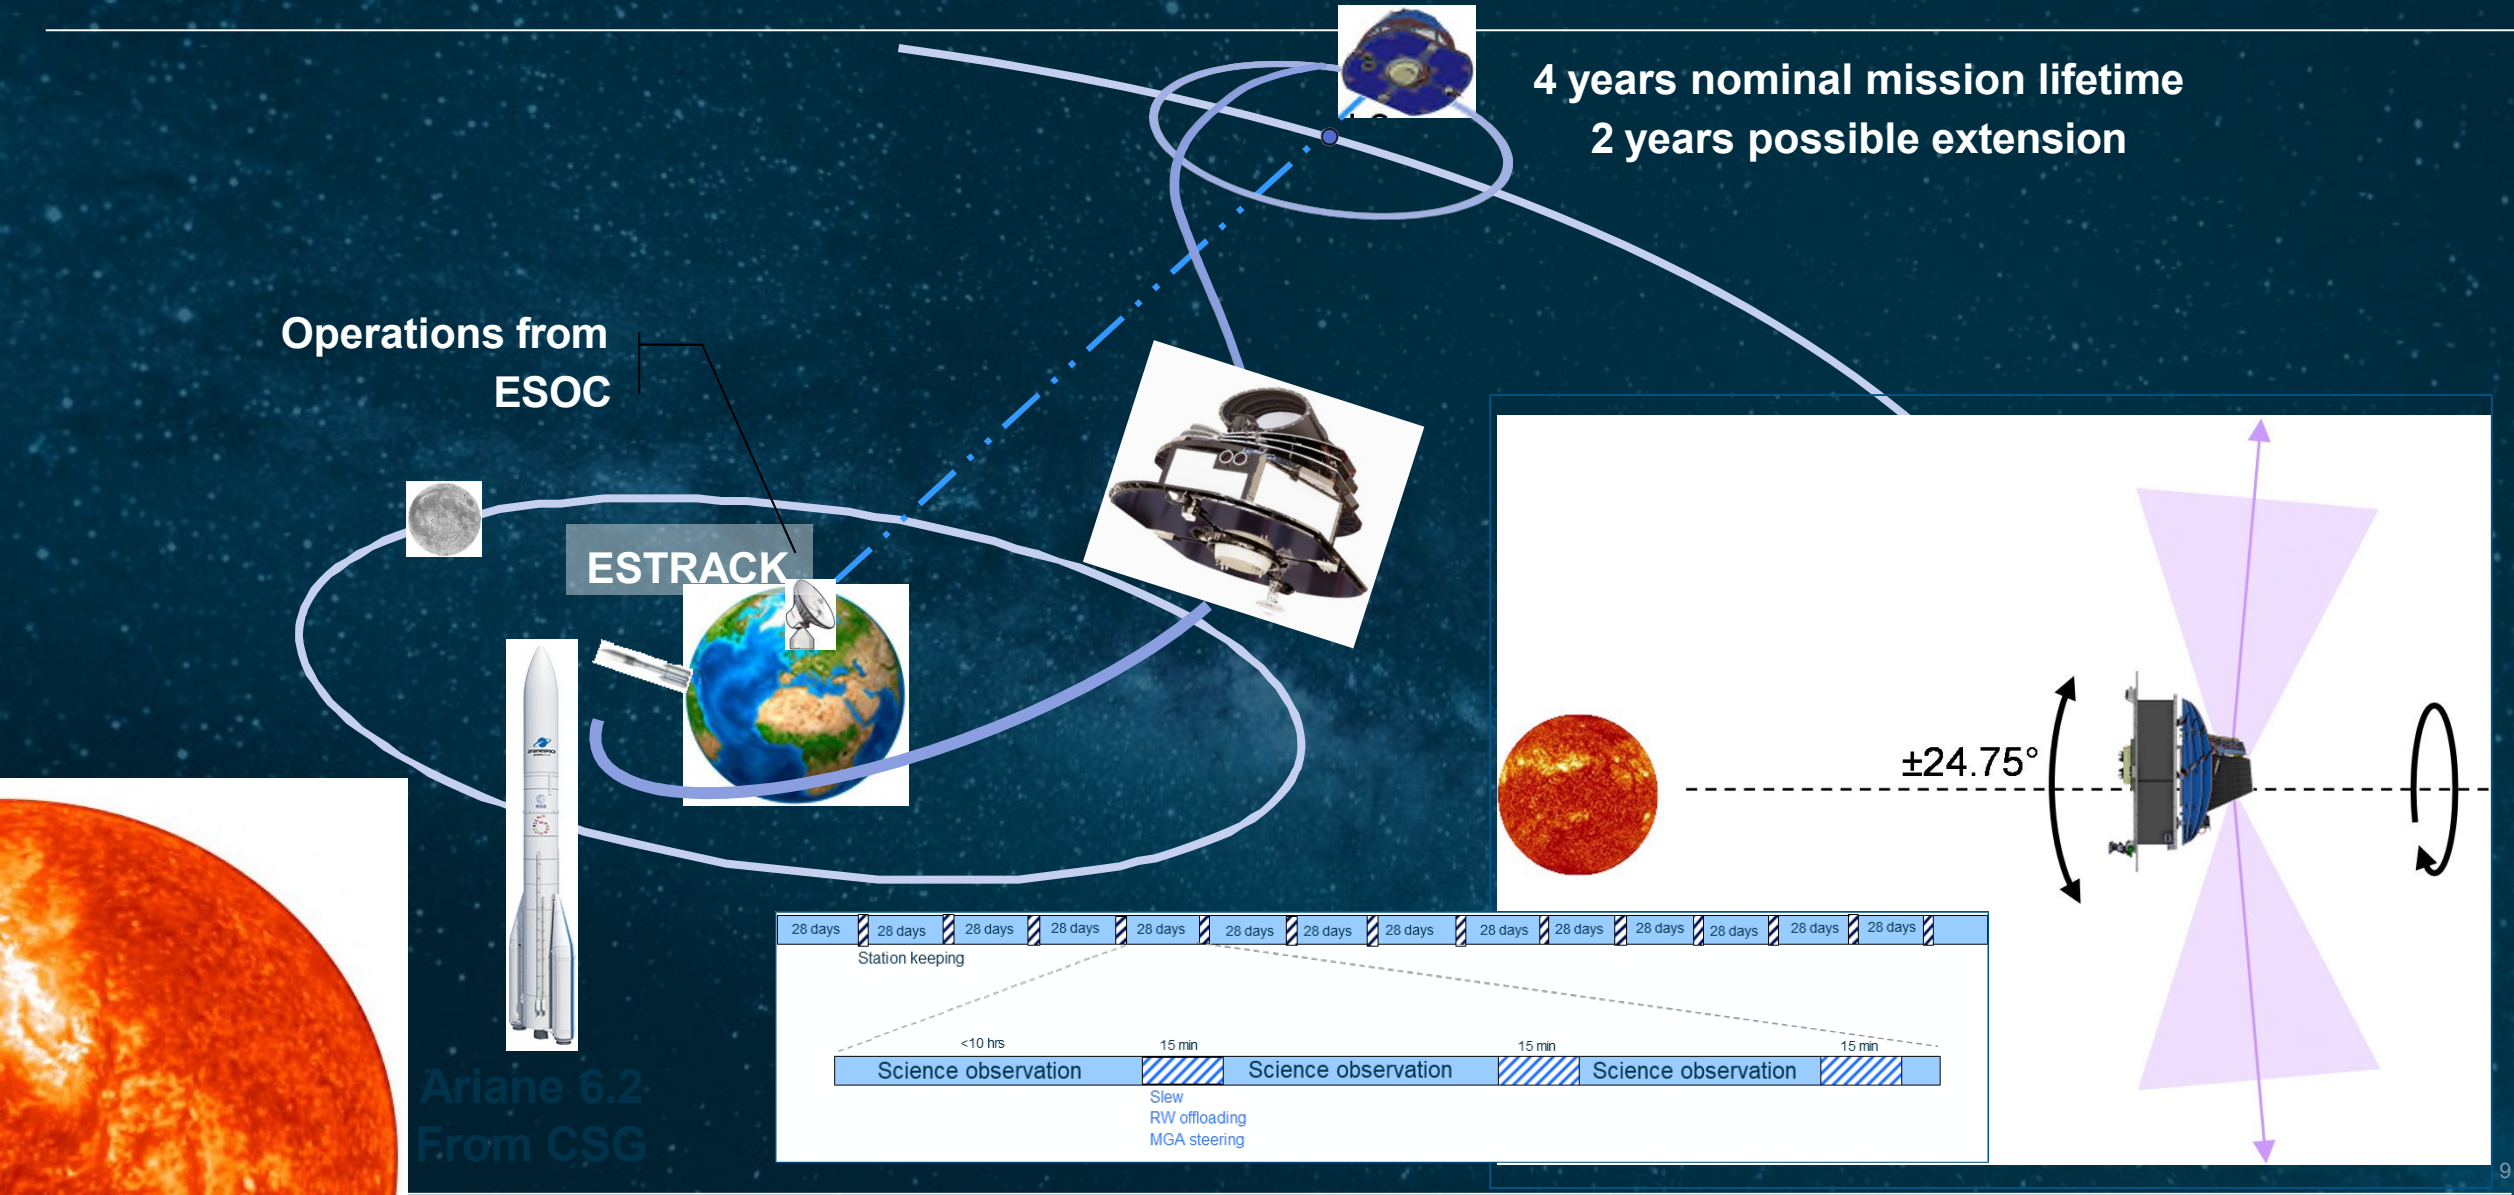 4 years nominal mission lifetime
2 years possible extension
Operations from
ESOC
ESTRACK
±24.75°
28 days 28 days 28 days 28 days 28 days 28 days 28 days 28 days 28 days 28 days 28 days 28 days 28 days 28 days
Station keeping
<10 hrs 15 min 15 min 15 min
Science observation Science observation Science observation
Slew
RW offloading
MGA steering
Ariane 6.2
From CSG
9